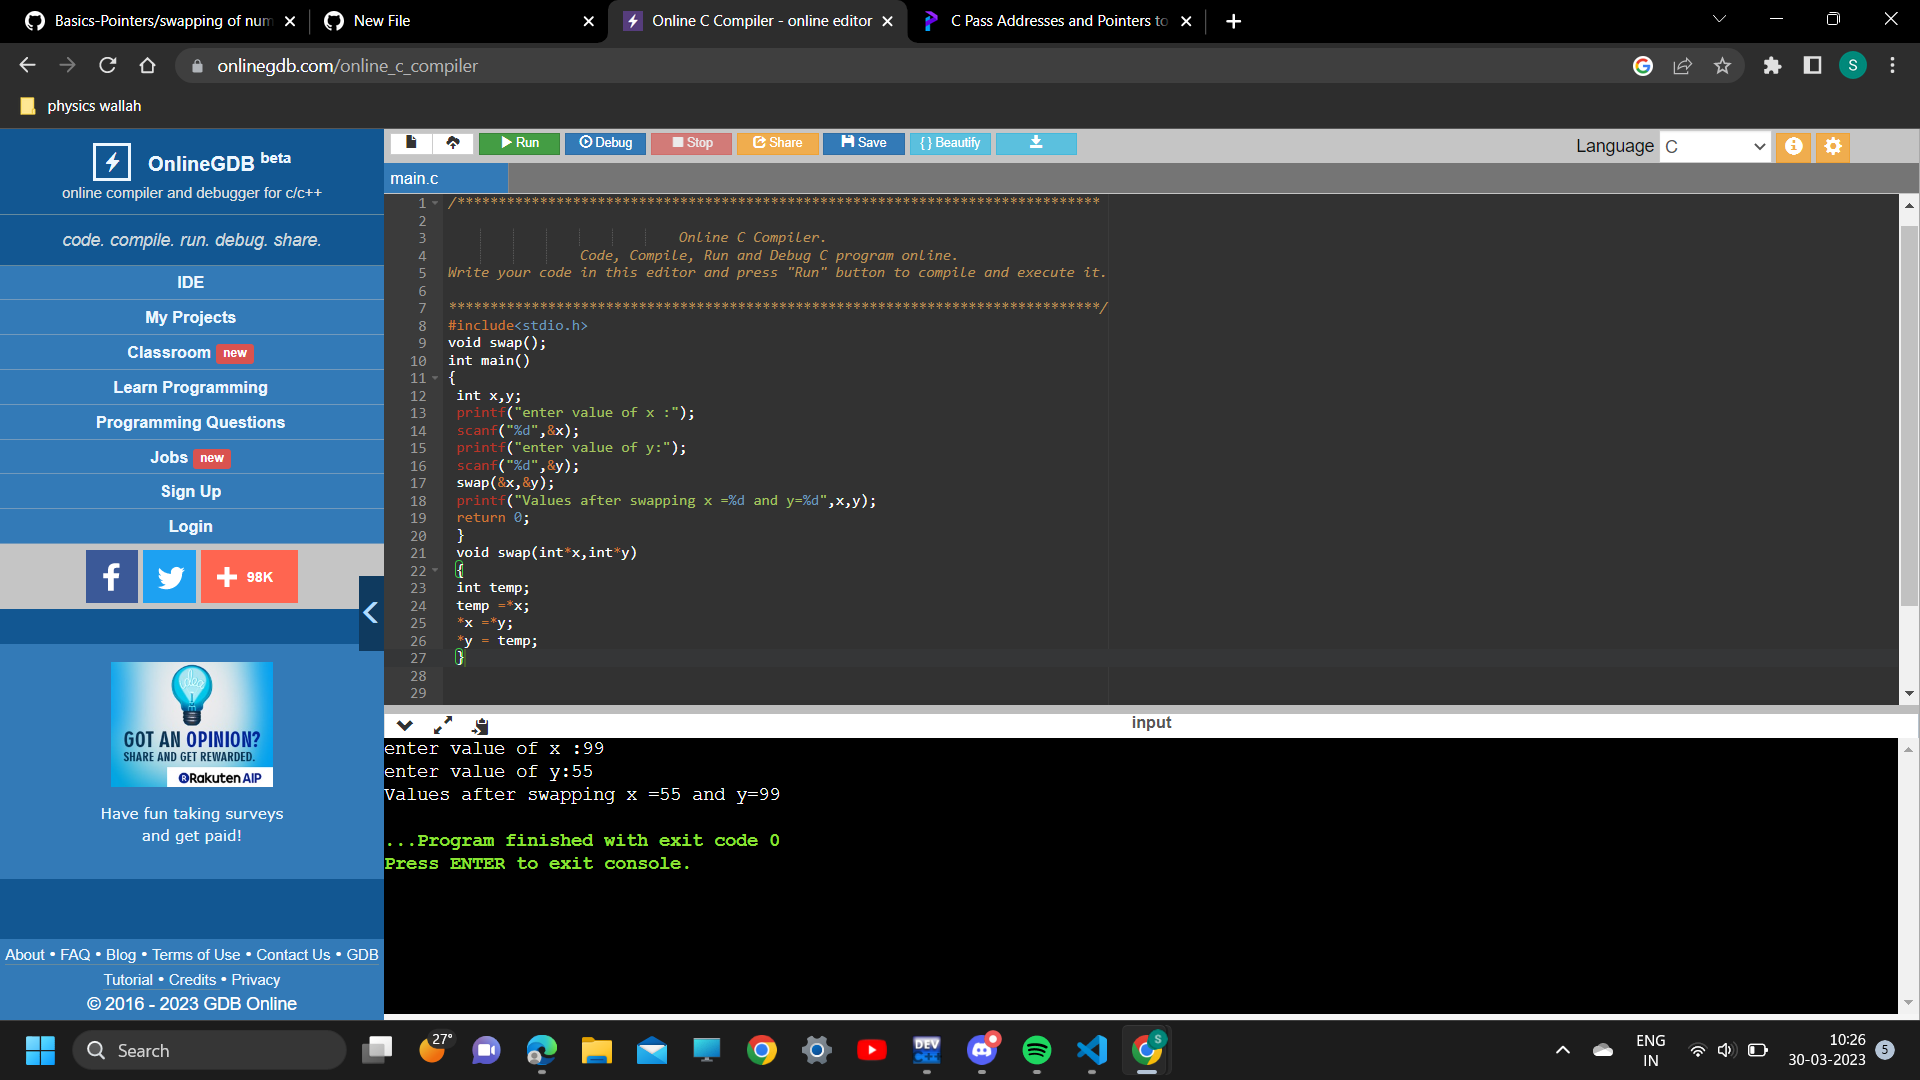 Basics-Pointers/swapping of num
New File
Online C Compiler - online editor
C Pass Addresses and Pointers to
onlinegdb.com/online_c_compiler
S
physics wallah
OnlineGDB beta
online compiler and debugger for c/c++
code. compile. run. debug. share.
IDE
My Projects
Classroom new
Learn Programming
Programming Questions
Jobs new
Sign Up
Login
98K
GOT AN OPINION?
SHARE AND GET REWARDED.
Rakuten AIP
Have fun taking surveys
and get paid!
About • FAQ • Blog • Terms of Use • Contact Us • GDB
Tutorial • Credits • Privacy
© 2016 - 2023 GDB Online
Run Debug Stop Share Save { } Beautify
Language C
main.c
1 /******************************************************************************
2
3 Online C Compiler.
4 Code, Compile, Run and Debug C program online.
5 Write your code in this editor and press "Run" button to compile and execute it.
6
7 *******************************************************************************/
8 #include<stdio.h>
9 void swap();
10 int main()
11 {
12 int x,y;
13 printf("enter value of x :");
14 scanf("%d",&x);
15 printf("enter value of y:");
16 scanf("%d",&y);
17 swap(&x,&y);
18 printf("Values after swapping x =%d and y=%d",x,y);
19 return 0;
20 }
21 void swap(int*x,int*y)
22 {
23 int temp;
24 temp =*x;
25 *x =*y;
26 *y = temp;
27 }
28
29
input
enter value of x :99
enter value of y:55
Values after swapping x =55 and y=99
...Program finished with exit code 0
Press ENTER to exit console.
Search
27°
DEV
C++
S
ENG
IN
10:26
30-03-2023
5